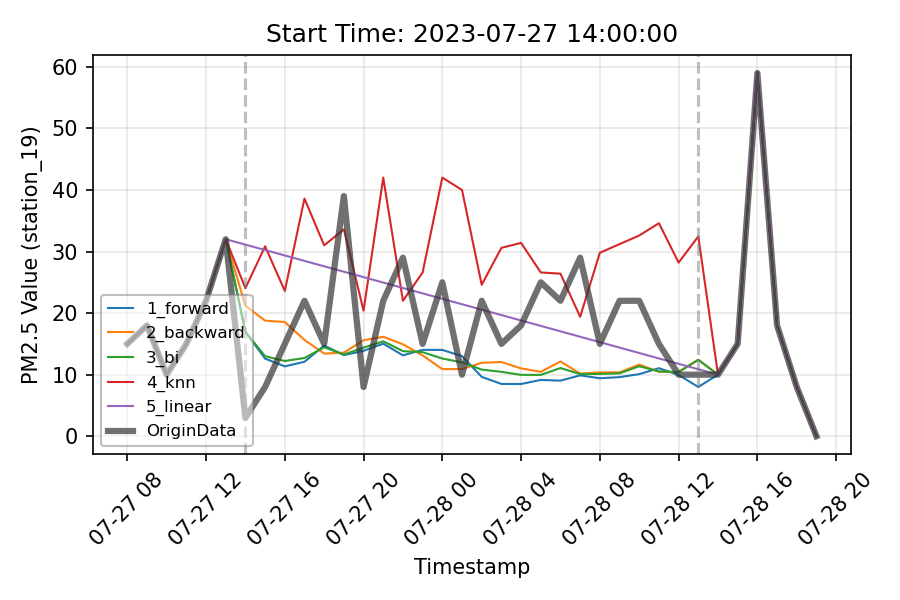 Start Time: 2023-07-27 14:00:00
PM2.5 Value (station_19)
60
50
40
30
20
10
0
1_forward
2_backward
3_bi
4_knn
5_linear
OriginData
07-27 08
07-27 12
07-27 16
07-27 20
07-28 00
07-28 04
07-28 08
07-28 12
07-28 16
07-28 20
Timestamp